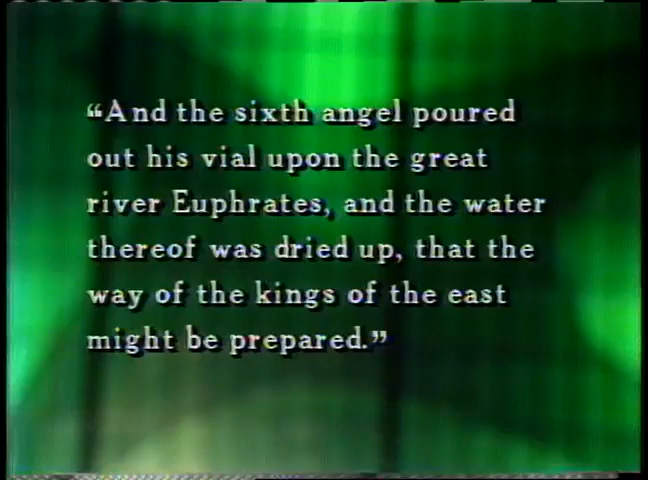 “And the sixth angel poured
out his vial upon the great
river Euphrates, and the water
thereof was dried up, that the
way of the kings of the east
might be prepared.”